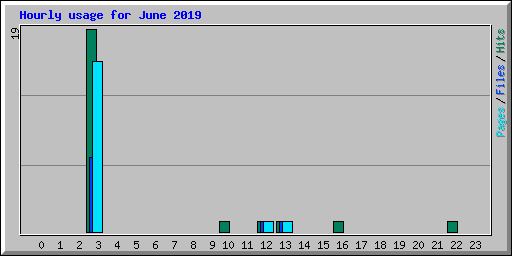 Hourly usage for June 2019
19
Pages/Files/Hits
0 1 2 3 4 5 6 7 8 9 10 11 12 13 14 15 16 17 18 19 20 21 22 23